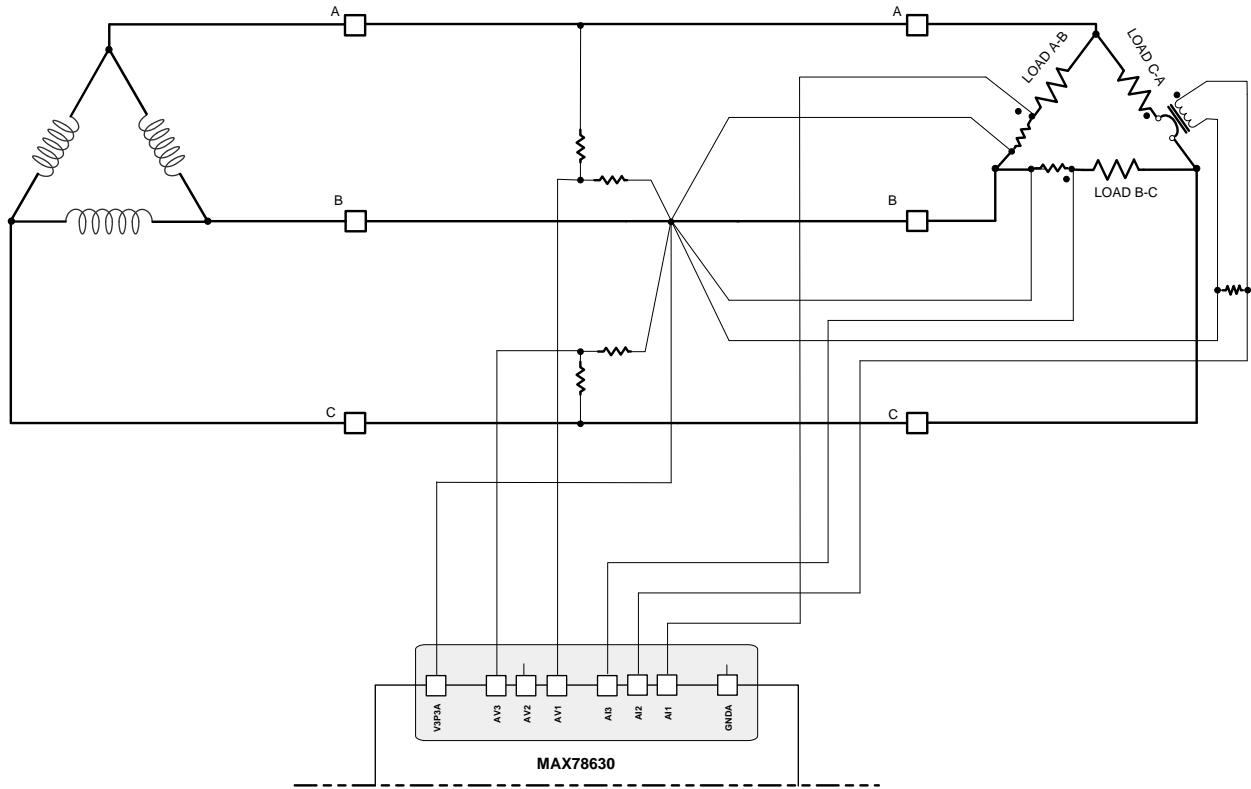 A
A
LOAD A-B
LOAD C-A
B
B
LOAD B-C
C
C
V3P3A
AV3
AV2
AV1
AI3
AI2
AI1
GNDA
MAX78630